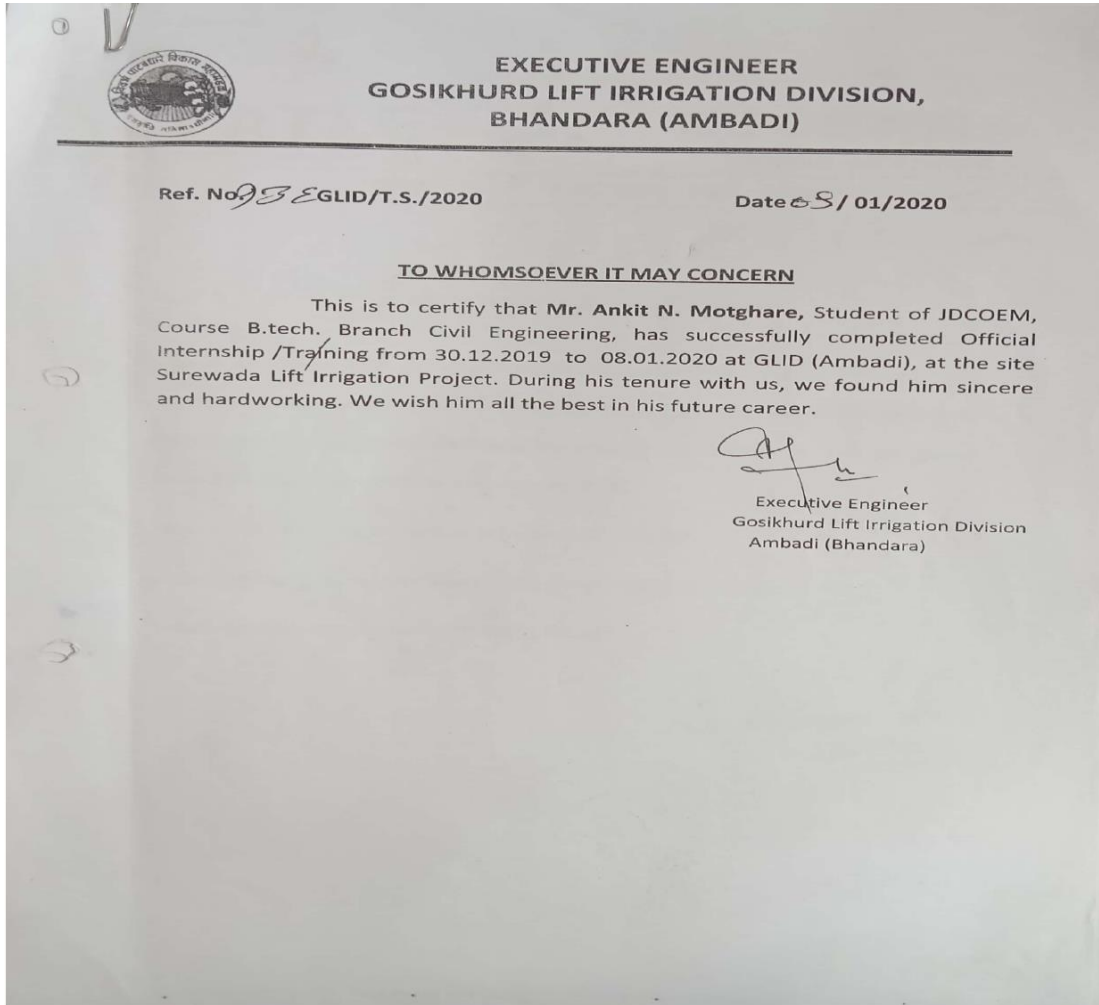 EXECUTIVE ENGINEER
GOSIKHURD LIFT IRRIGATION DIVISION,
BHANDARA (AMBADI)
Ref. No. GLID/T.S./2020
Date / 01/2020
TO WHOMSOEVER IT MAY CONCERN
This is to certify that Mr. Ankit N. Motghare, Student of JDCOEM,
Course B.tech. Branch Civil Engineering, has successfully completed Official
Internship /Training from 30.12.2019 to 08.01.2020 at GLID (Ambadi), at the site
Surewada Lift Irrigation Project. During his tenure with us, we found him sincere
and hardworking. We wish him all the best in his future career.
Executive Engineer
Gosikhurd Lift Irrigation Division
Ambadi (Bhandara)